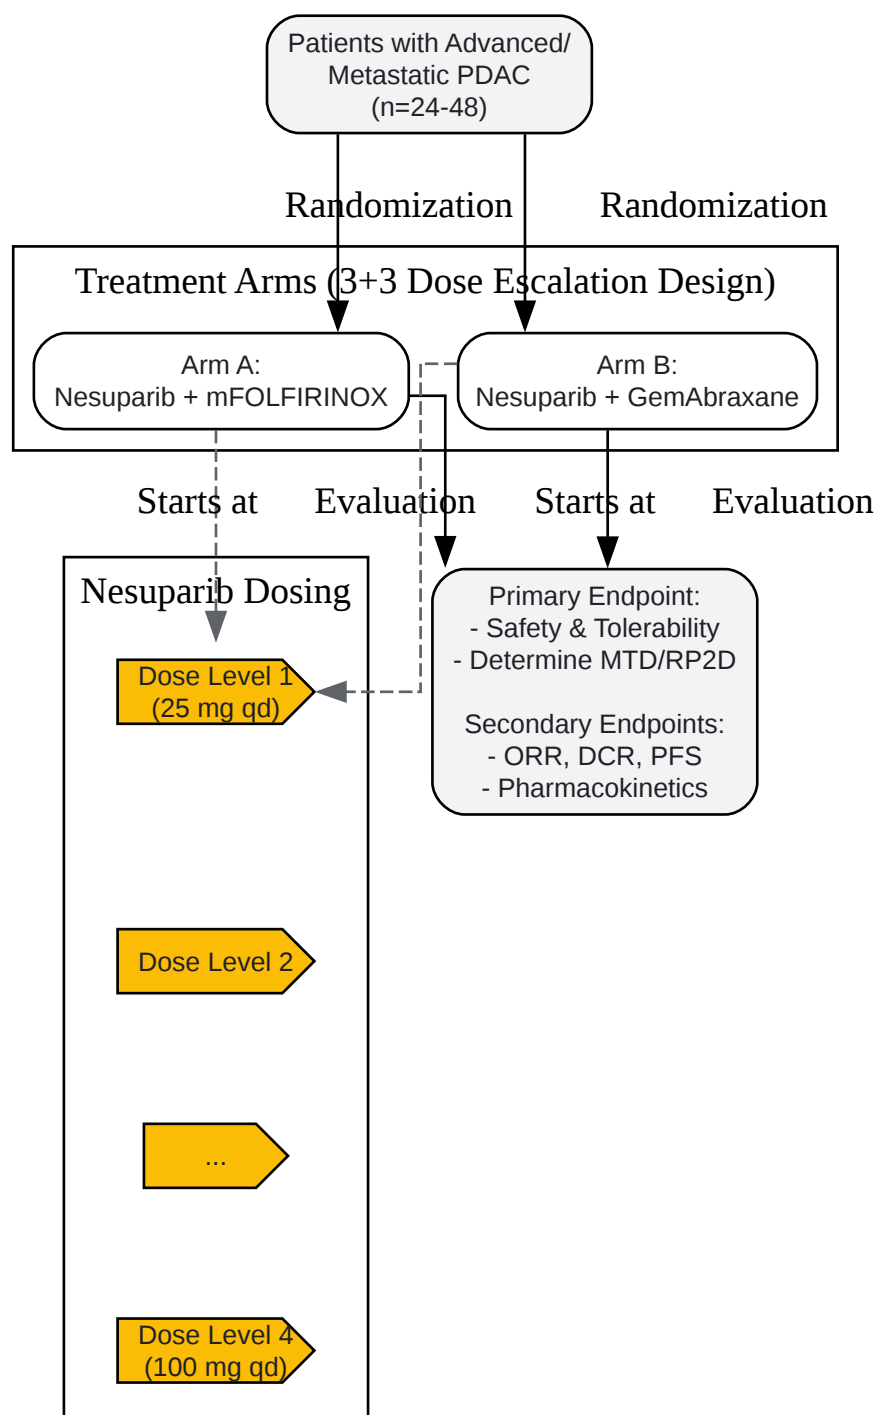 Patients with Advanced/
Metastatic PDAC
(n=24-48)
Randomization
Randomization
Treatment Arms (3+3 Dose Escalation Design)
Arm A:
Nesuparib + mFOLFIRINOX
Arm B:
Nesuparib + GemAbraxane
Starts at
Evaluation
Starts at
Evaluation
Nesuparib Dosing
Dose Level 1
(25 mg qd)
Primary Endpoint:
- Safety & Tolerability
- Determine MTD/RP2D
Secondary Endpoints:
- ORR, DCR, PFS
- Pharmacokinetics
Dose Level 2
...
Dose Level 4
(100 mg qd)